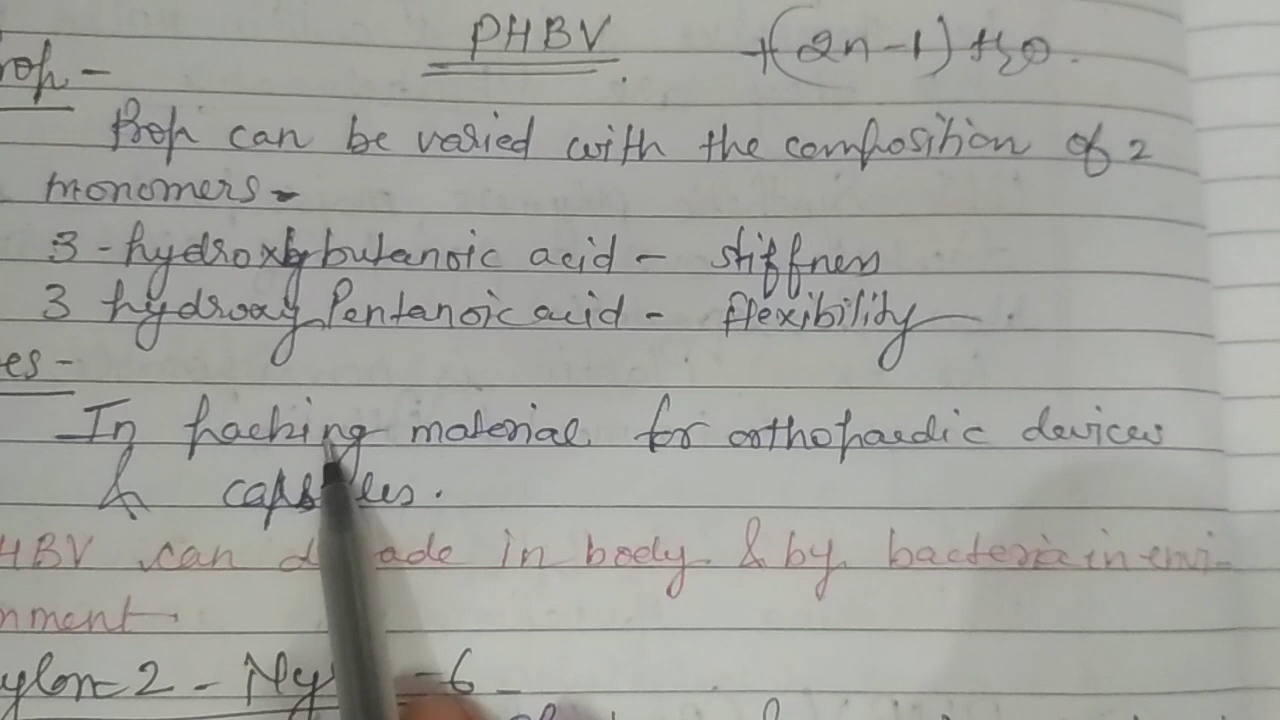 PHBV +(2n-1) H2O.
rop -
Prop can be varied with the composition of 2
monomers -
3-hydroxybutanoic acid - stiffness
3 hydroxy Pentanoic acid - flexibility.
es -
In packing material for orthopaedic devices
& capsules.
HBV can degrade in body & by bacteria in envi-
nment.
ylon-2 - Ny -6